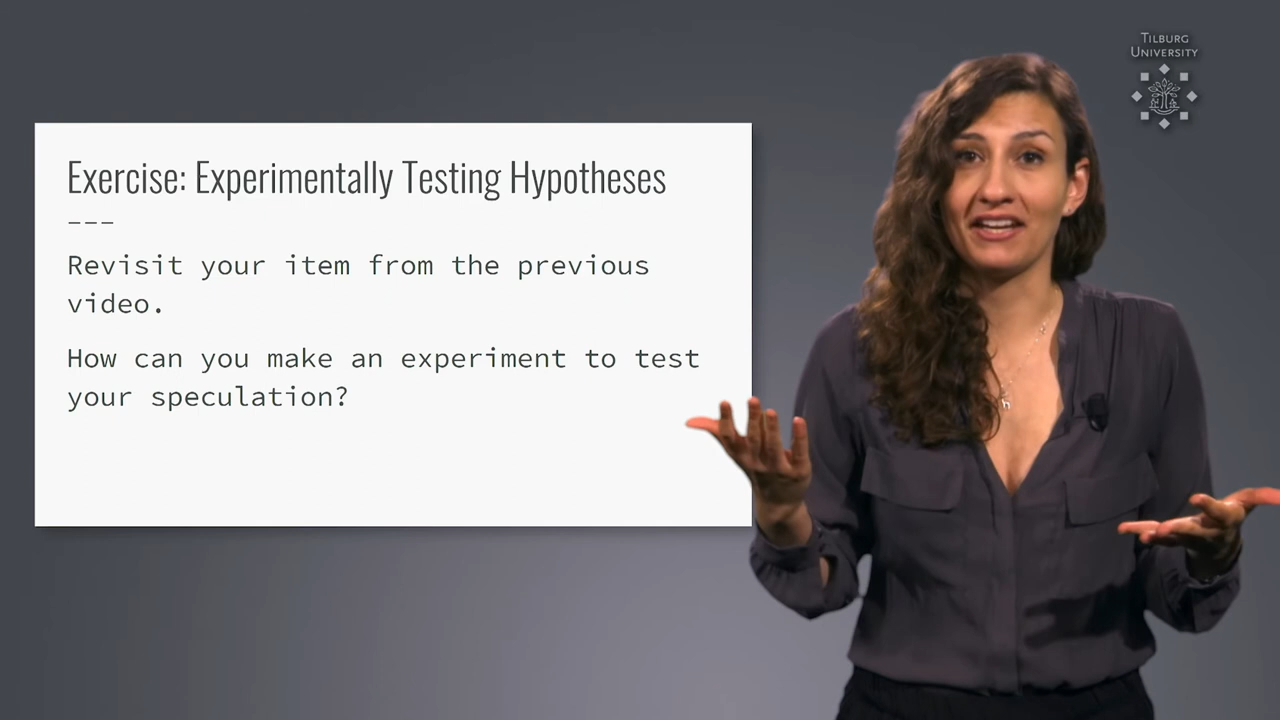 TILBURG
UNIVERSITY
Exercise: Experimentally Testing Hypotheses
---
Revisit your item from the previous
video.
How can you make an experiment to test
your speculation?